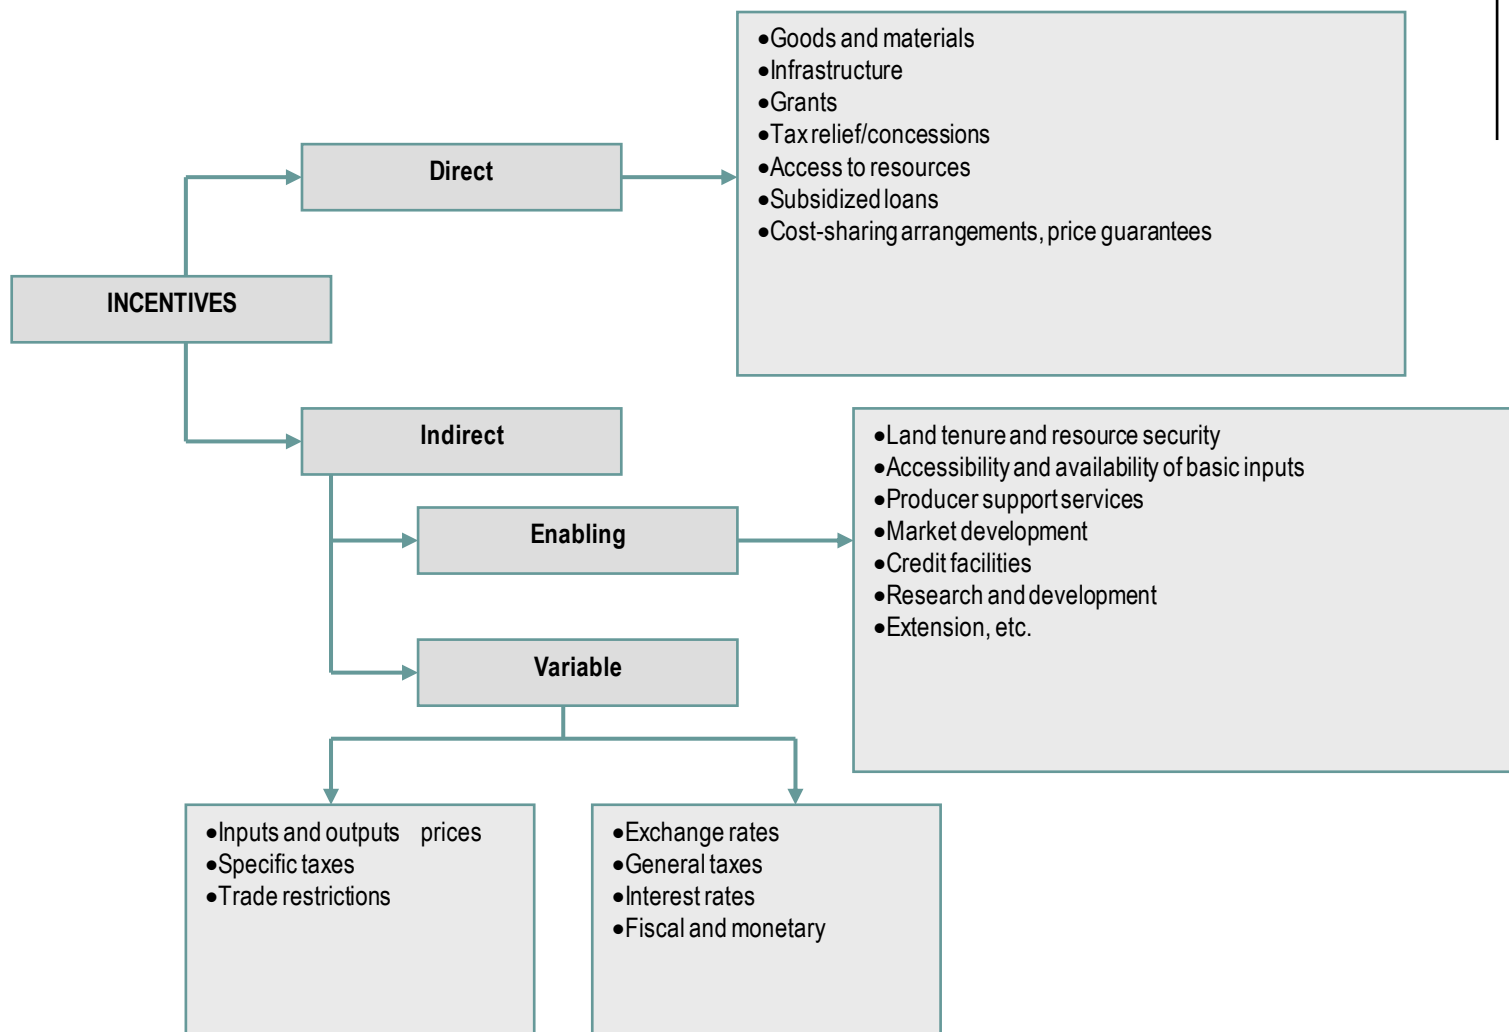 •Goods and materials
•Infrastructure
•Grants
•Tax relief/concessions
•Access to resources
•Subsidized loans
•Cost-sharing arrangements, price guarantees
Direct
INCENTIVES
Indirect
•Land tenure and resource security
•Accessibility and availability of basic inputs
•Producer support services
•Market development
•Credit facilities
•Research and development
•Extension, etc.
Enabling
Variable
•Inputs and outputs prices
•Specific taxes
•Trade restrictions
•Exchange rates
•General taxes
•Interest rates
•Fiscal and monetary